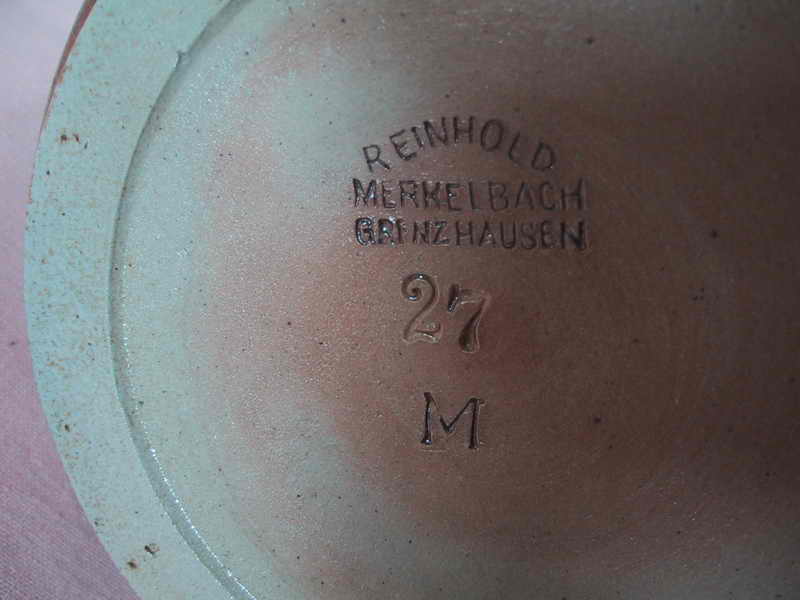 REINHOLD
MERKELBACH
GRENZHAUSEN
27
M